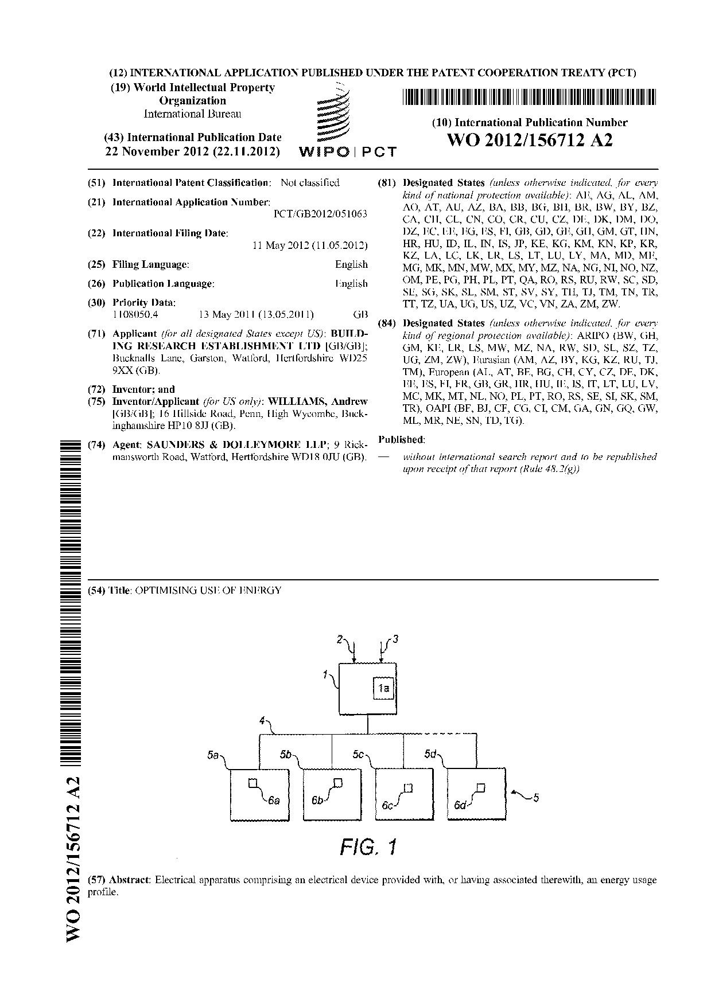 (12) INTERNATIONAL APPLICATION PUBLISHED UNDER THE PATENT COOPERATION TREATY (PCT)
(19) World Intellectual Property
Organization
International Bureau
(43) International Publication Date
22 November 2012 (22.11.2012)
WIPO | PCT
(10) International Publication Number
WO 2012/156712 A2
(51) International Patent Classification: Not classified
(21) International Application Number:
PCT/GB2012/051063
(22) International Filing Date:
11 May 2012 (11.05.2012)
(25) Filing Language: English
(26) Publication Language: English
(30) Priority Data:
1108050.4 13 May 2011 (13.05.2011) GB
(71) Applicant (for all designated States except US): BUILD-
ING RESEARCH ESTABLISHMENT LTD [GB/GB];
Bucknalls Lane, Garston, Watford, Hertfordshire WD25
9XX (GB).
(72) Inventor; and
(75) Inventor/Applicant (for US only): WILLIAMS, Andrew
[GB/GB]; 16 Hillside Road, Penn, High Wycombe, Buck-
inghamshire HP10 8JJ (GB).
(74) Agent: SAUNDERS & DOLLEYMORE LLP; 9 Rick-
mansworth Road, Watford, Hertfordshire WD18 0JU (GB).
(81) Designated States (unless otherwise indicated, for every
kind of national protection available): AE, AG, AL, AM,
AO, AT, AU, AZ, BA, BB, BG, BH, BR, BW, BY, BZ,
CA, CH, CL, CN, CO, CR, CU, CZ, DE, DK, DM, DO,
DZ, EC, EE, EG, ES, FI, GB, GD, GE, GH, GM, GT, HN,
HR, HU, ID, IL, IN, IS, JP, KE, KG, KM, KN, KP, KR,
KZ, LA, LC, LK, LR, LS, LT, LU, LY, MA, MD, ME,
MG, MK, MN, MW, MX, MY, MZ, NA, NG, NI, NO, NZ,
OM, PE, PG, PH, PL, PT, QA, RO, RS, RU, RW, SC, SD,
SE, SG, SK, SL, SM, ST, SV, SY, TH, TJ, TM, TN, TR,
TT, TZ, UA, UG, US, UZ, VC, VN, ZA, ZM, ZW.
(84) Designated States (unless otherwise indicated, for every
kind of regional protection available): ARIPO (BW, GH,
GM, KE, LR, LS, MW, MZ, NA, RW, SD, SL, SZ, TZ,
UG, ZM, ZW), Eurasian (AM, AZ, BY, KG, KZ, RU, TJ,
TM), European (AL, AT, BE, BG, CH, CY, CZ, DE, DK,
EE, ES, FI, FR, GB, GR, HR, HU, IE, IS, IT, LT, LU, LV,
MC, MK, MT, NL, NO, PL, PT, RO, RS, SE, SI, SK, SM,
TR), OAPI (BF, BJ, CF, CG, CI, CM, GA, GN, GQ, GW,
ML, MR, NE, SN, TD, TG).
Published:
— without international search report and to be republished
upon receipt of that report (Rule 48.2(g))
(54) Title: OPTIMISING USE OF ENERGY
2 3
1 1a
4
5a 5b 5c 5d
6a 6b 6c 6d 5
FIG. 1
(57) Abstract: Electrical apparatus comprising an electrical device provided with, or having associated therewith, an energy usage
profile.
WO 2012/156712 A2